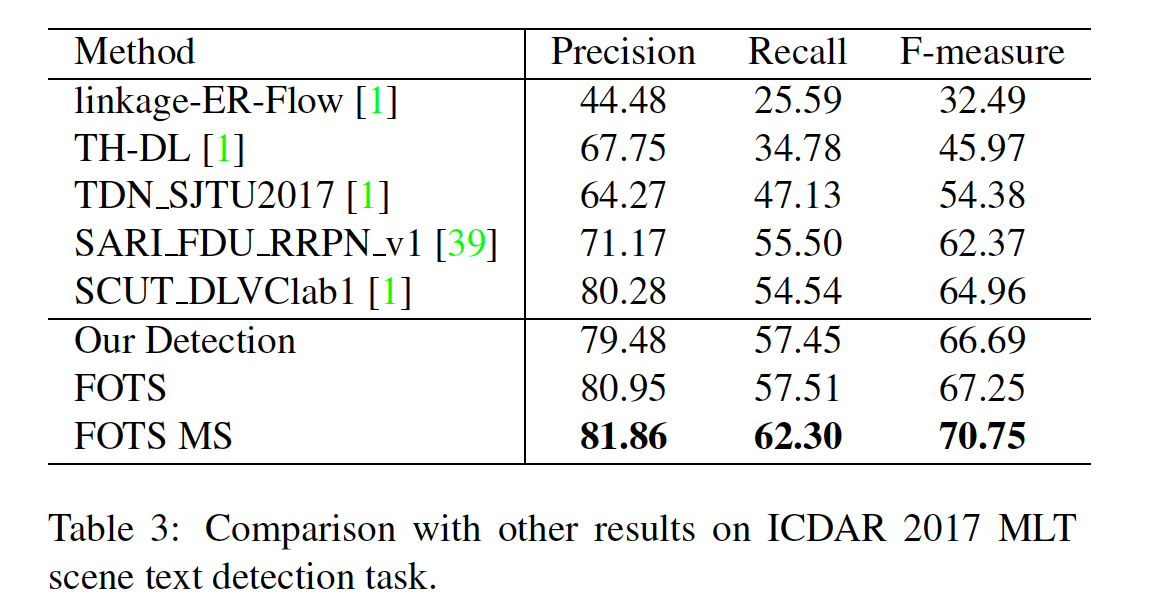 Method Precision Recall F-measure
linkage-ER-Flow [1] 44.48 25.59 32.49
TH-DL [1] 67.75 34.78 45.97
TDN_SJTU2017 [1] 64.27 47.13 54.38
SARI_FDU_RRPN_v1 [39] 71.17 55.50 62.37
SCUT_DLVClab1 [1] 80.28 54.54 64.96
Our Detection 79.48 57.45 66.69
FOTS 80.95 57.51 67.25
FOTS MS 81.86 62.30 70.75
Table 3: Comparison with other results on ICDAR 2017 MLT
scene text detection task.